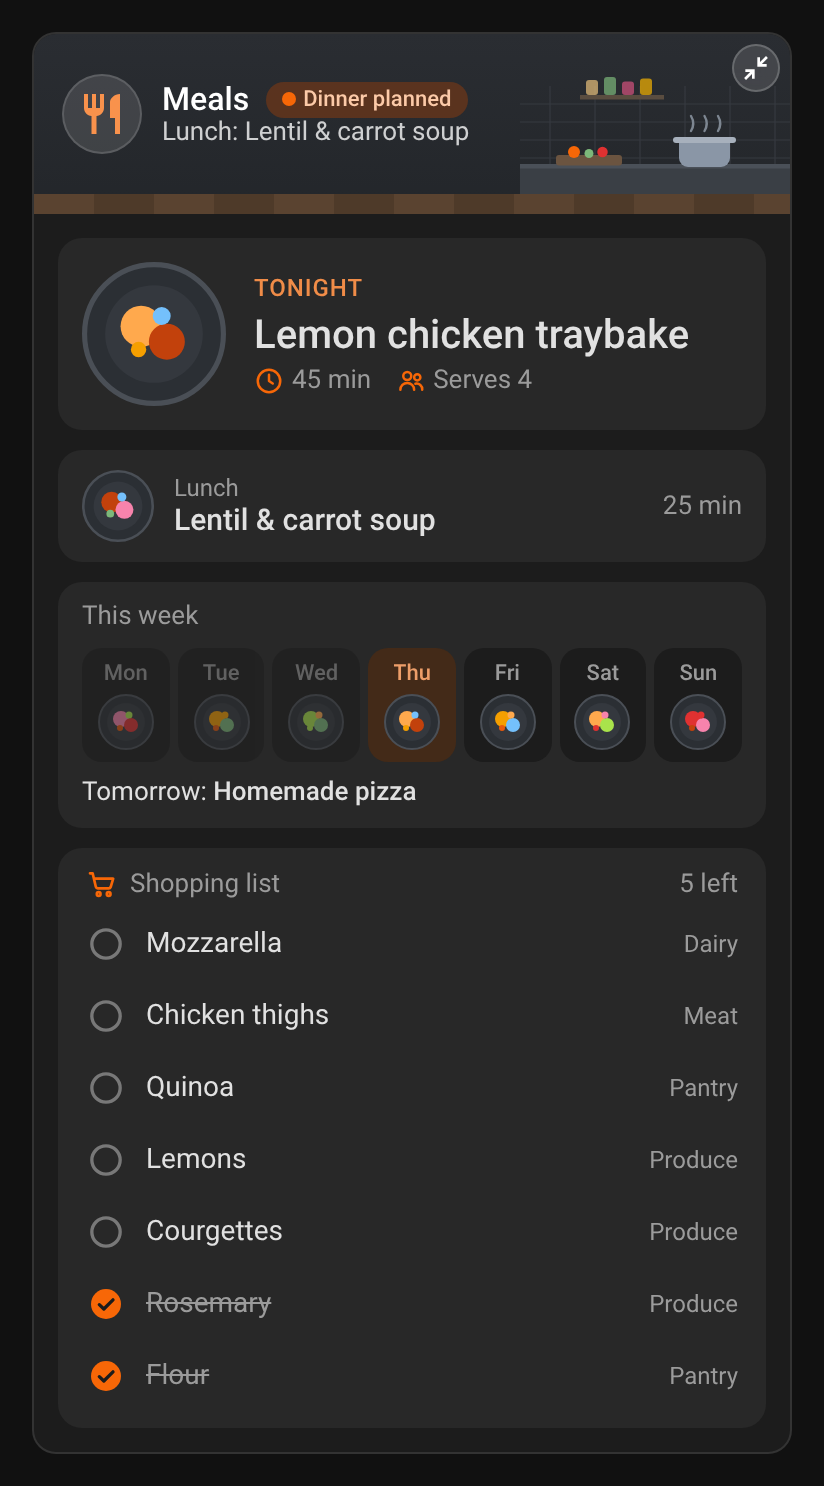 Meals
Dinner planned
Lunch: Lentil & carrot soup
TONIGHT
Lemon chicken traybake
45 min Serves 4
Lunch
Lentil & carrot soup
25 min
This week
Mon Tue Wed Thu Fri Sat Sun
Tomorrow: Homemade pizza
Shopping list 5 left
Mozzarella Dairy
Chicken thighs Meat
Quinoa Pantry
Lemons Produce
Courgettes Produce
Rosemary Produce
Flour Pantry